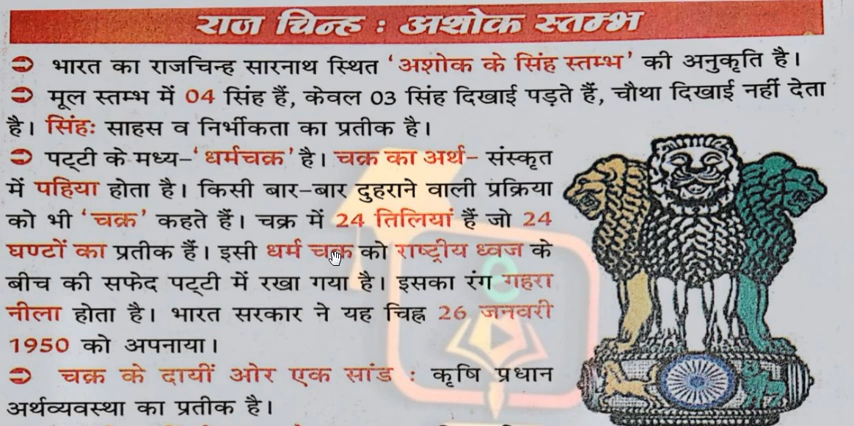 राज चिन्ह : अशोक स्तम्भ
➲ भारत का राजचिन्ह सारनाथ स्थित ‘अशोक के सिंह स्तम्भ’ की अनुकृति है।
➲ मूल स्तम्भ में 04 सिंह हैं, केवल 03 सिंह दिखाई पड़ते हैं, चौथा दिखाई नहीं देता
है। सिंहः साहस व निर्भीकता का प्रतीक है।
➲ पट्टी के मध्य–‘धर्मचक्र’ है। चक्र का अर्थ– संस्कृत
में पहिया होता है। किसी बार–बार दुहराने वाली प्रक्रिया
को भी ‘चक्र’ कहते हैं। चक्र में 24 तिलियां हैं जो 24
घण्टों का प्रतीक हैं। इसी धर्म चक्र को राष्ट्रीय ध्वज के
बीच की सफेद पट्टी में रखा गया है। इसका रंग गहरा
नीला होता है। भारत सरकार ने यह चिह्न 26 जनवरी
1950 को अपनाया।
➲ चक्र के दायीं ओर एक सांड : कृषि प्रधान
अर्थव्यवस्था का प्रतीक है।